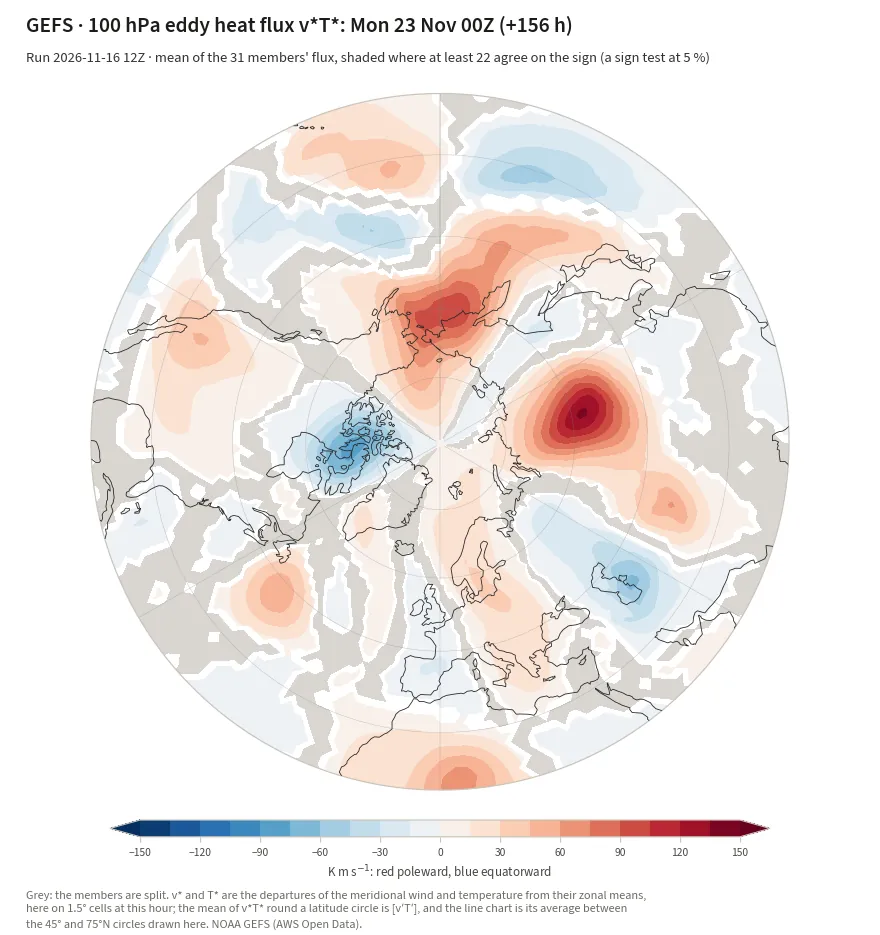 GEFS · 100 hPa eddy heat flux v*T*: Mon 23 Nov 00Z (+156 h)
Run 2026-11-16 12Z · mean of the 31 members' flux, shaded where at least 22 agree on the sign (a sign test at 5 %)
−150 −120 −90 −60 −30 0 30 60 90 120 150
K m s⁻¹: red poleward, blue equatorward
Grey: the members are split. v* and T* are the departures of the meridional wind and temperature from their zonal means,
here on 1.5° cells at this hour; the mean of v*T* round a latitude circle is [v'T'], and the line chart is its average between
the 45° and 75°N circles drawn here. NOAA GEFS (AWS Open Data).